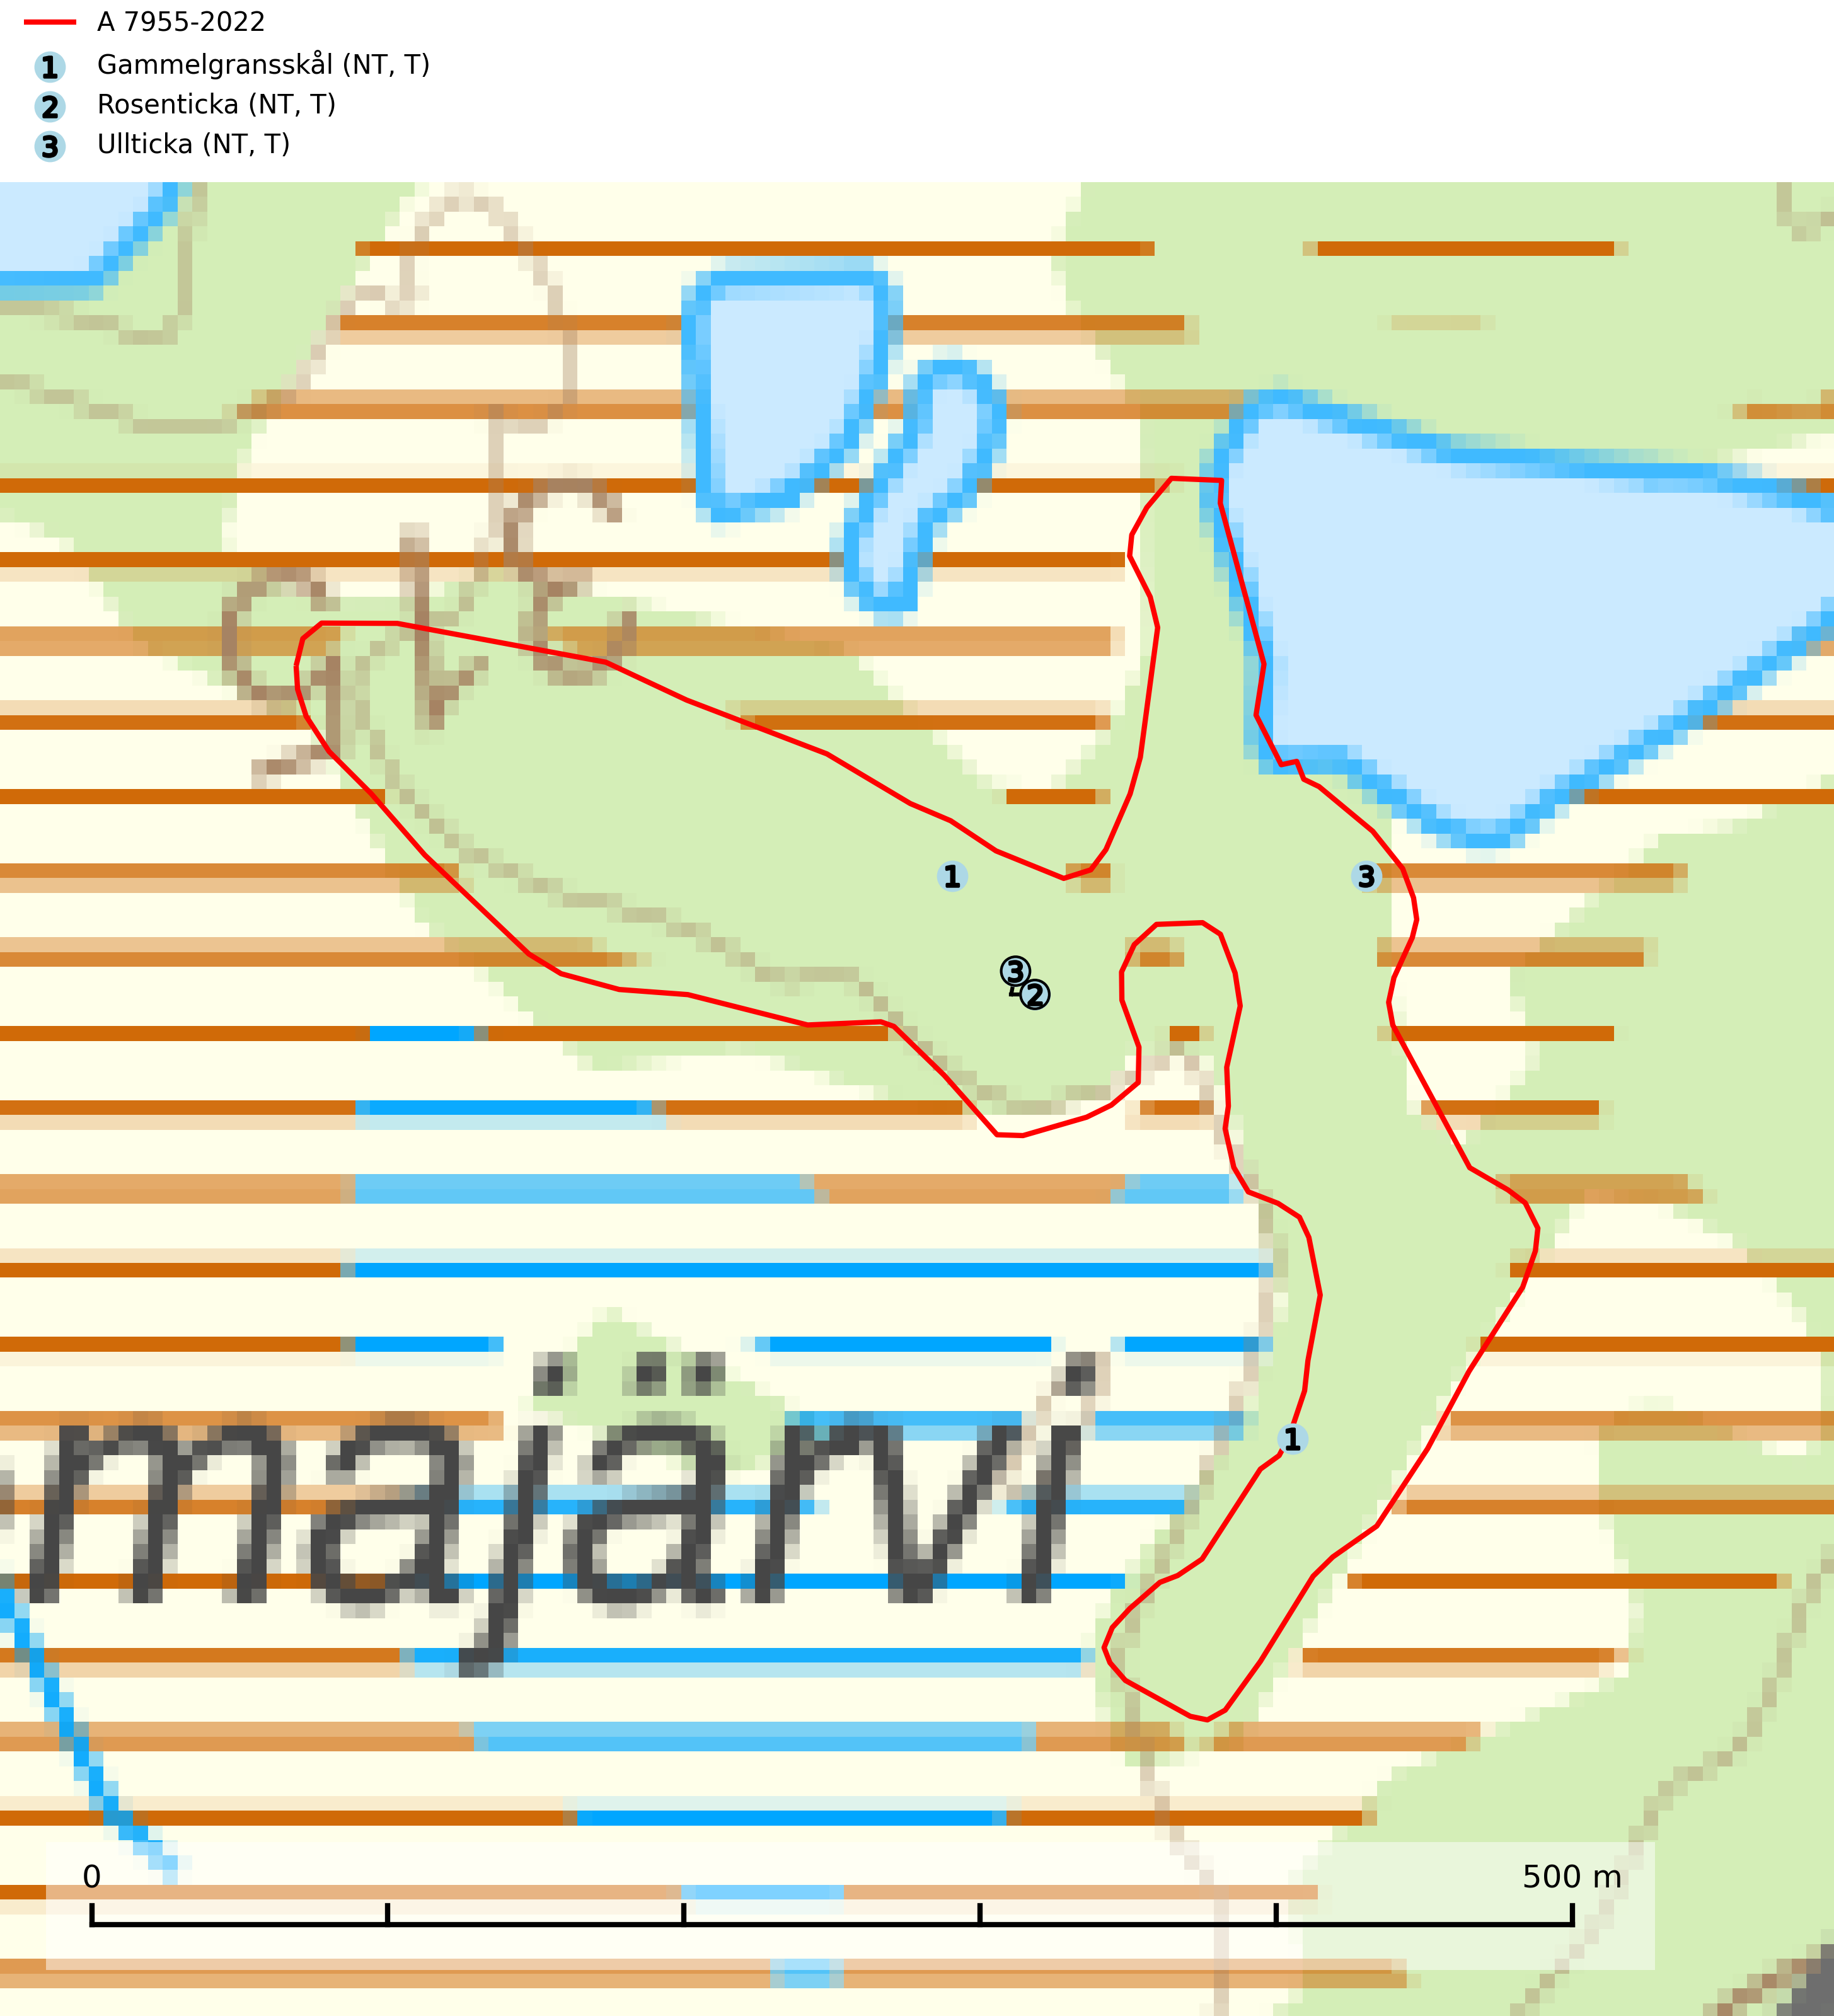 A 7955-2022
1 Gammelgransskål (NT, T)
2 Rosenticka (NT, T)
3 Ullticka (NT, T)
1
3
3
2
majärvi
1
0 500 m